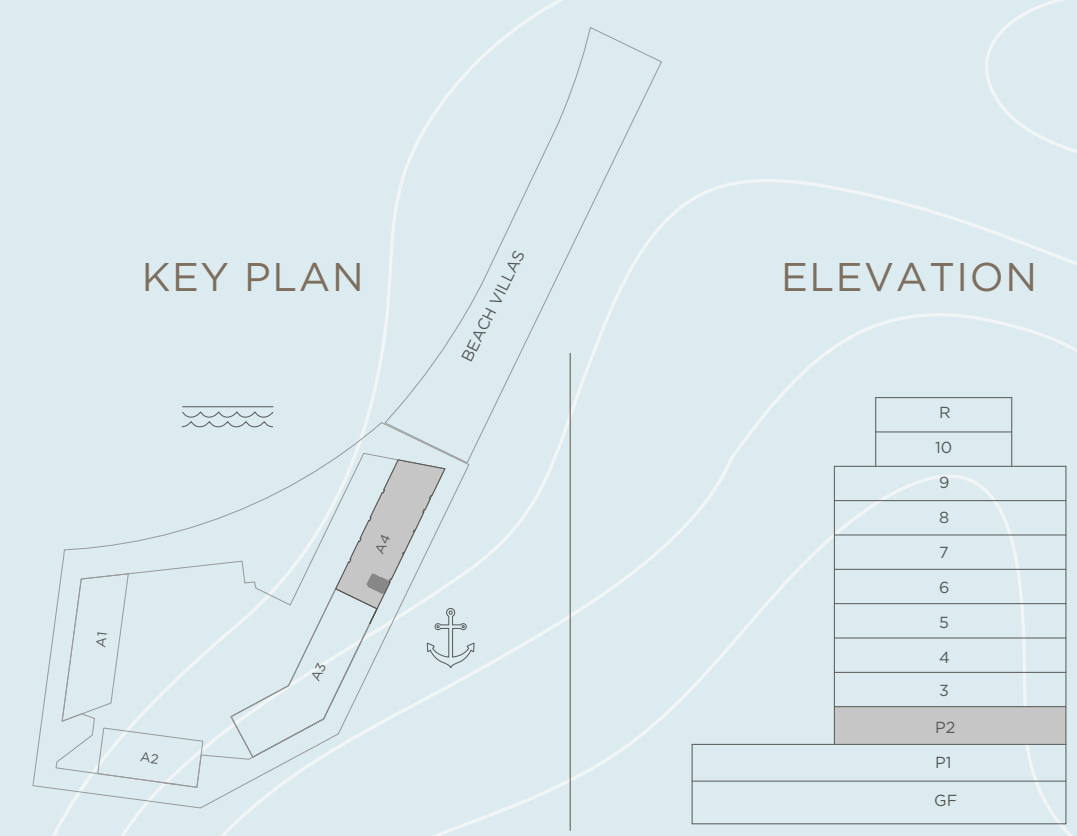 KEY PLAN
BEACH VILLAS
A4
A1
A3
A2
ELEVATION
R
10
9
8
7
6
5
4
3
P2
P1
GF